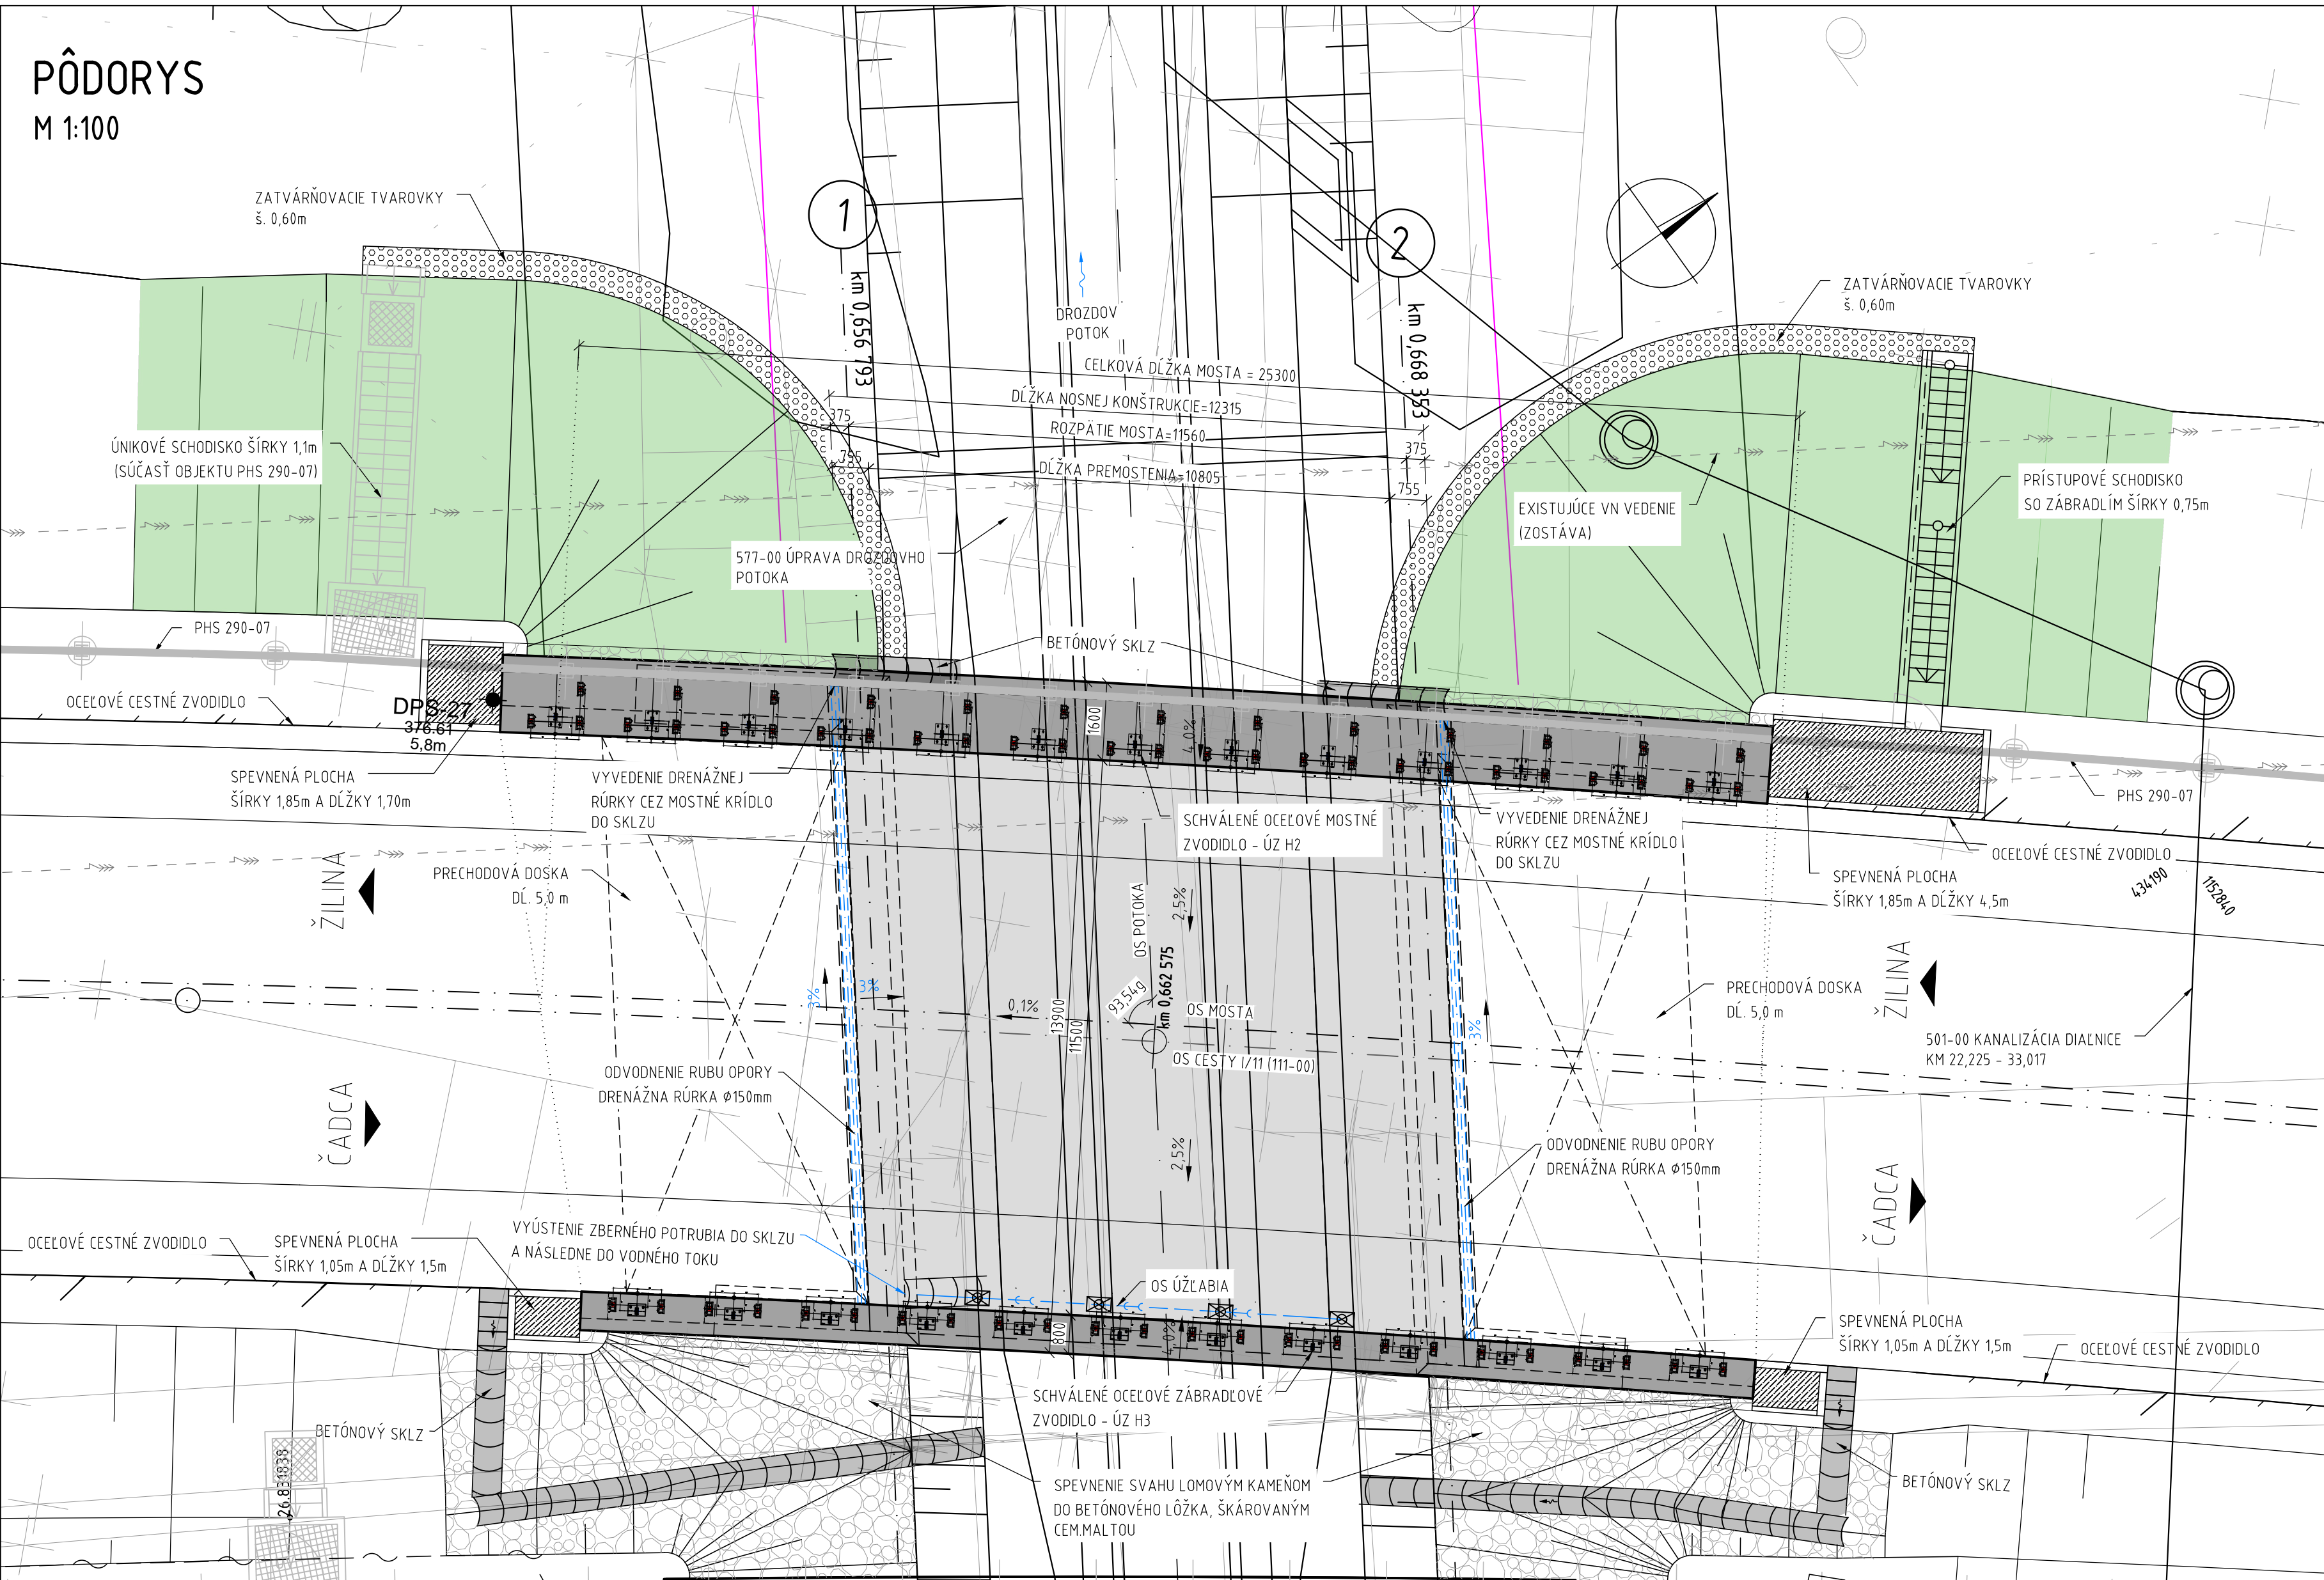 PÔDORYS
M 1:100
ZATVÁRŇOVACIE TVAROVKY
š. 0,60m
1
km 0,656 793
DROZDOV
POTOK
2
km 0,668 353
ZATVÁRŇOVACIE TVAROVKY
š. 0,60m
CELKOVÁ DĹŽKA MOSTA = 25300
DĹŽKA NOSNEJ KONŠTRUKCIE=12315
375
ROZPÄTIE MOSTA=11560
375
755
DĹŽKA PREMOSTENIA=10805
755
ÚNIKOVÉ SCHODISKO ŠÍRKY 1,1m
(SÚČASŤ OBJEKTU PHS 290-07)
EXISTUJÚCE VN VEDENIE
(ZOSTÁVA)
PRÍSTUPOVÉ SCHODISKO
SO ZÁBRADLÍM ŠÍRKY 0,75m
577-00 ÚPRAVA DROZDOVHO
POTOKA
PHS 290-07
BETÓNOVÝ SKLZ
OCEĽOVÉ CESTNÉ ZVODIDLO
DPS-27
376.61
5,8m
1600
4.0%
SPEVNENÁ PLOCHA
ŠÍRKY 1,85m A DĹŽKY 1,70m
VYVEDENIE DRENÁŽNEJ
RÚRKY CEZ MOSTNÉ KRÍDLO
DO SKLZU
SCHVÁLENÉ OCEĽOVÉ MOSTNÉ
ZVODIDLO - ÚZ H2
VYVEDENIE DRENÁŽNEJ
RÚRKY CEZ MOSTNÉ KRÍDLO
DO SKLZU
PHS 290-07
OCEĽOVÉ CESTNÉ ZVODIDLO
SPEVNENÁ PLOCHA
ŠÍRKY 1,85m A DĹŽKY 4,5m
434190
1152840
ŽILINA
PRECHODOVÁ DOSKA
DĹ. 5,0 m
OS POTOKA
2,5%
km 0,662 575
93,54g
3%
3%
0,1%
13900
11500
OS MOSTA
OS CESTY I/11 (111-00)
3%
PRECHODOVÁ DOSKA
DĹ. 5,0 m
ŽILINA
501-00 KANALIZÁCIA DIAĽNICE
KM 22,225 - 33,017
ČADCA
ODVODNENIE RUBU OPORY
DRENÁŽNA RÚRKA Ø150mm
2,5%
ODVODNENIE RUBU OPORY
DRENÁŽNA RÚRKA Ø150mm
ČADCA
OCEĽOVÉ CESTNÉ ZVODIDLO
SPEVNENÁ PLOCHA
ŠÍRKY 1,05m A DĹŽKY 1,5m
VYÚSTENIE ZBERNÉHO POTRUBIA DO SKLZU
A NÁSLEDNE DO VODNÉHO TOKU
OS ÚŽĽABIA
800
4.0%
SPEVNENÁ PLOCHA
ŠÍRKY 1,05m A DĹŽKY 1,5m
OCEĽOVÉ CESTNÉ ZVODIDLO
SCHVÁLENÉ OCEĽOVÉ ZÁBRADĽOVÉ
ZVODIDLO - ÚZ H3
BETÓNOVÝ SKLZ
26.831838
SPEVNENIE SVAHU LOMOVÝM KAMEŇOM
DO BETÓNOVÉHO LÔŽKA, ŠKÁROVANÝM
CEM.MALTOU
BETÓNOVÝ SKLZ